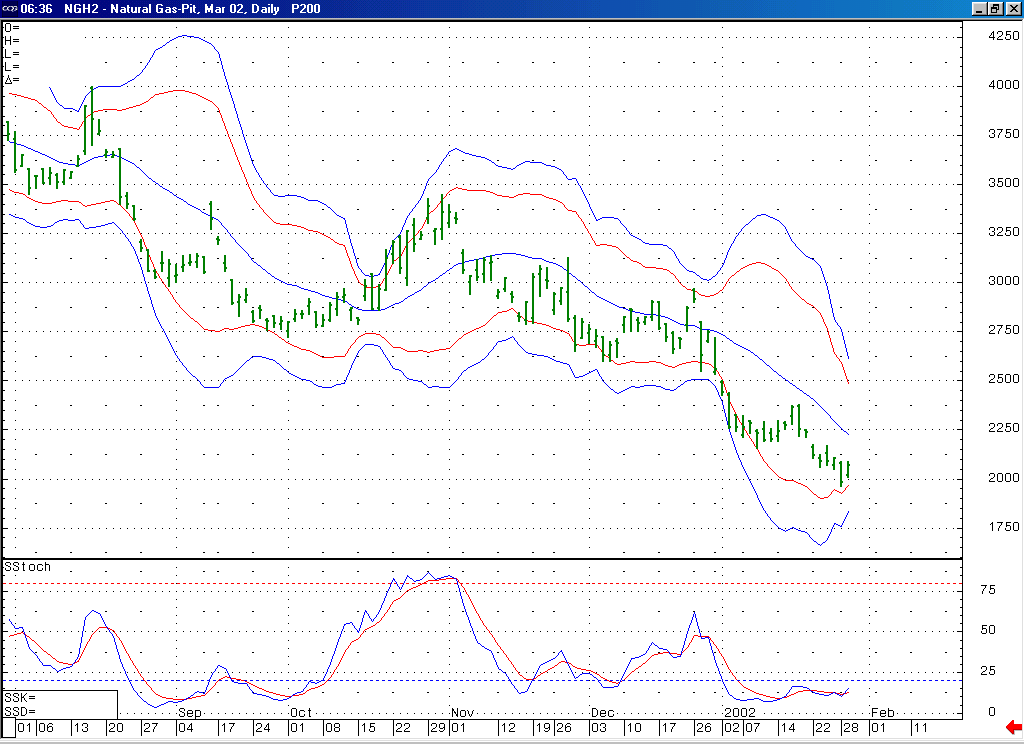 CQG 06:36 NGH2 - Natural Gas-Pit, Mar 02, Daily P200
O=
H=
L=
L=
Δ=
4250
4000
3750
3500
3250
3000
2750
2500
2250
2000
1750
SStoch
75
50
25
0
SSK=
SSD=
Sep Oct Nov Dec 2002 Feb
01 06 13 20 27 04 17 24 01 08 15 22 29 01 12 19 26 03 10 17 24 02 07 14 22 28 01 11